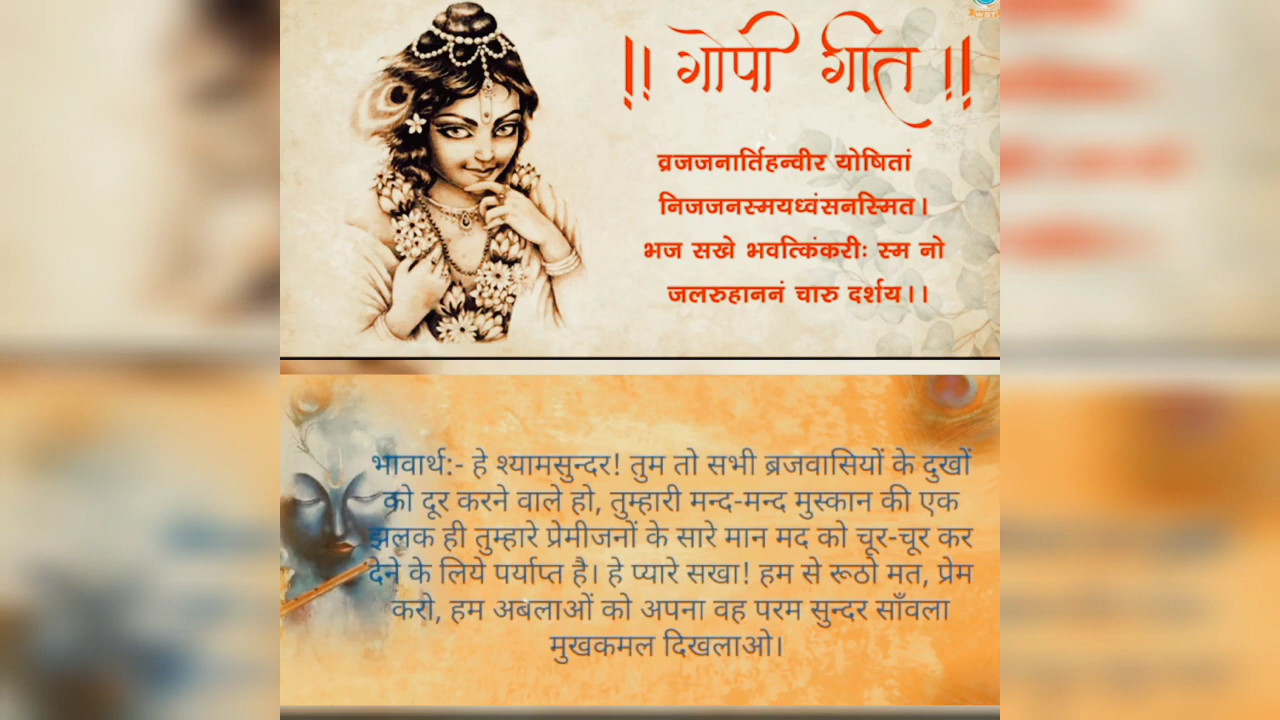 || गोपी गीत ||
व्रजजनार्तिहन्वीर योषितां
निजजनस्मयध्वंसनस्मित।
भज सखे भवत्किंकरीः स्म नो
जलरुहाननं चारु दर्शय।।
भावार्थ:- हे श्यामसुन्दर! तुम तो सभी ब्रजवासियों के दुखों
को दूर करने वाले हो, तुम्हारी मन्द-मन्द मुस्कान की एक
झलक ही तुम्हारे प्रेमीजनों के सारे मान मद को चूर-चूर कर
देने के लिये पर्याप्त है। हे प्यारे सखा! हम से रूठो मत, प्रेम
करो, हम अबलाओं को अपना वह परम सुन्दर साँवला
मुखकमल दिखलाओ।